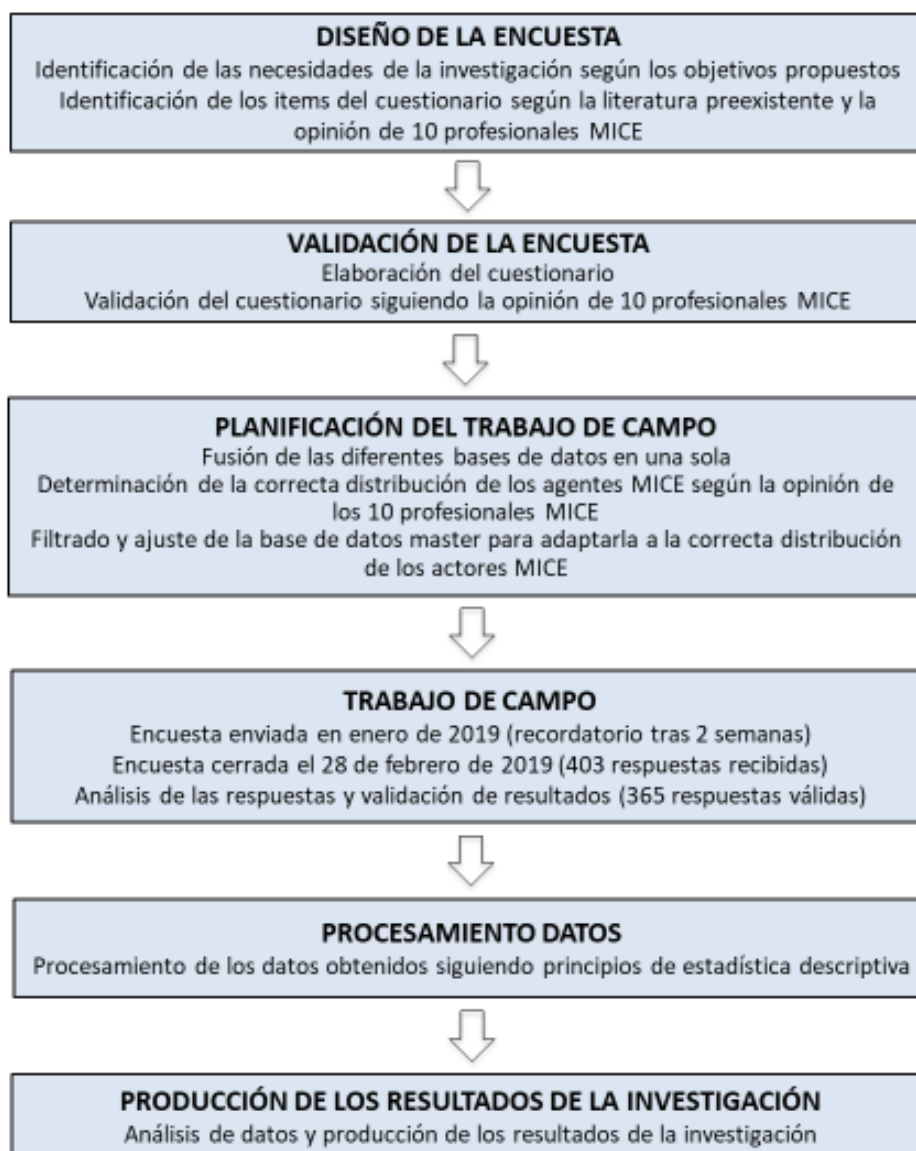 DISEÑO DE LA ENCUESTA
Identificación de las necesidades de la investigación según los objetivos propuestos
Identificación de los items del cuestionario según la literatura preexistente y la
opinión de 10 profesionales MICE
VALIDACIÓN DE LA ENCUESTA
Elaboración del cuestionario
Validación del cuestionario siguiendo la opinión de 10 profesionales MICE
PLANIFICACIÓN DEL TRABAJO DE CAMPO
Fusión de las diferentes bases de datos en una sola
Determinación de la correcta distribución de los agentes MICE según la opinión de
los 10 profesionales MICE
Filtrado y ajuste de la base de datos master para adaptarla a la correcta distribución
de los actores MICE
TRABAJO DE CAMPO
Encuesta enviada en enero de 2019 (recordatorio tras 2 semanas)
Encuesta cerrada el 28 de febrero de 2019 (403 respuestas recibidas)
Análisis de las respuestas y validación de resultados (365 respuestas válidas)
PROCESAMIENTO DATOS
Procesamiento de los datos obtenidos siguiendo principios de estadística descriptiva
PRODUCCIÓN DE LOS RESULTADOS DE LA INVESTIGACIÓN
Análisis de datos y producción de los resultados de la investigación